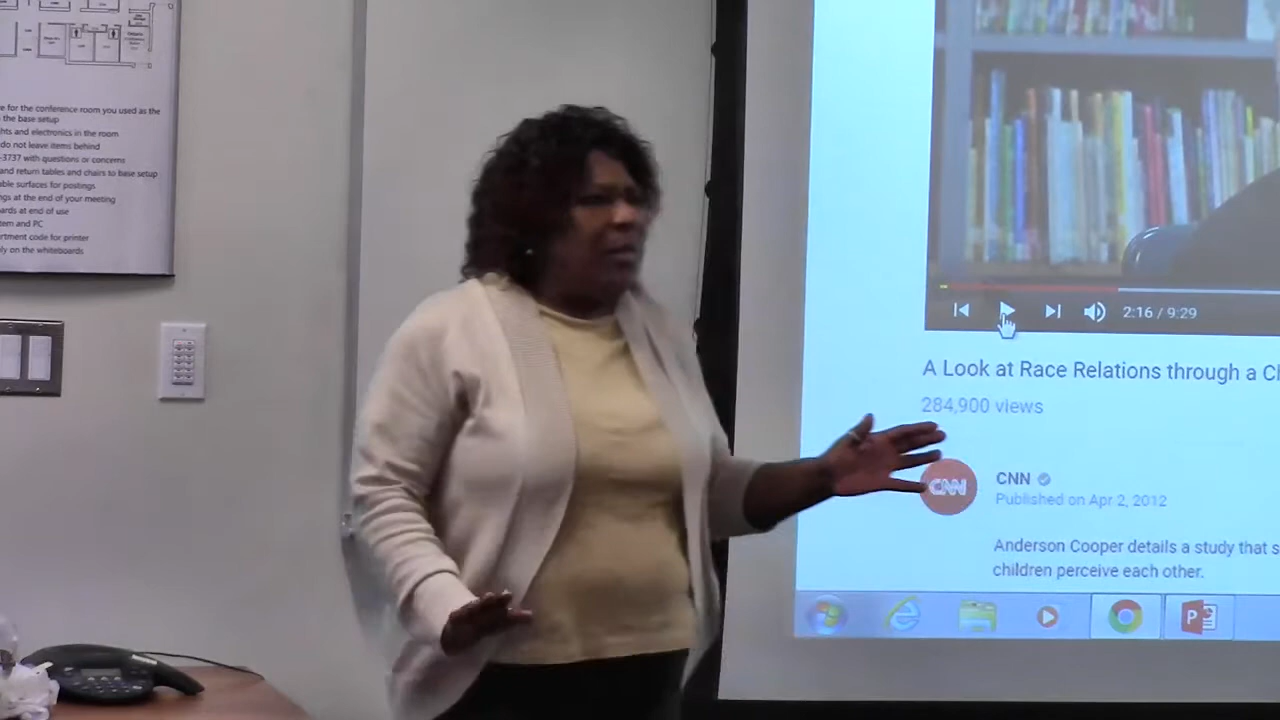 e for the conference room you used as the
the base setup
hts and electronics in the room
do not leave items behind
-3737 with questions or concerns
and return tables and chairs to base setup
able surfaces for postings
ngs at the end of your meeting
ards at end of use
tem and PC
rtment code for printer
ly on the whiteboards
2:16 / 9:29
A Look at Race Relations through a Ch
284,900 views
CNN
CNN
Published on Apr 2, 2012
Anderson Cooper details a study that s
children perceive each other.